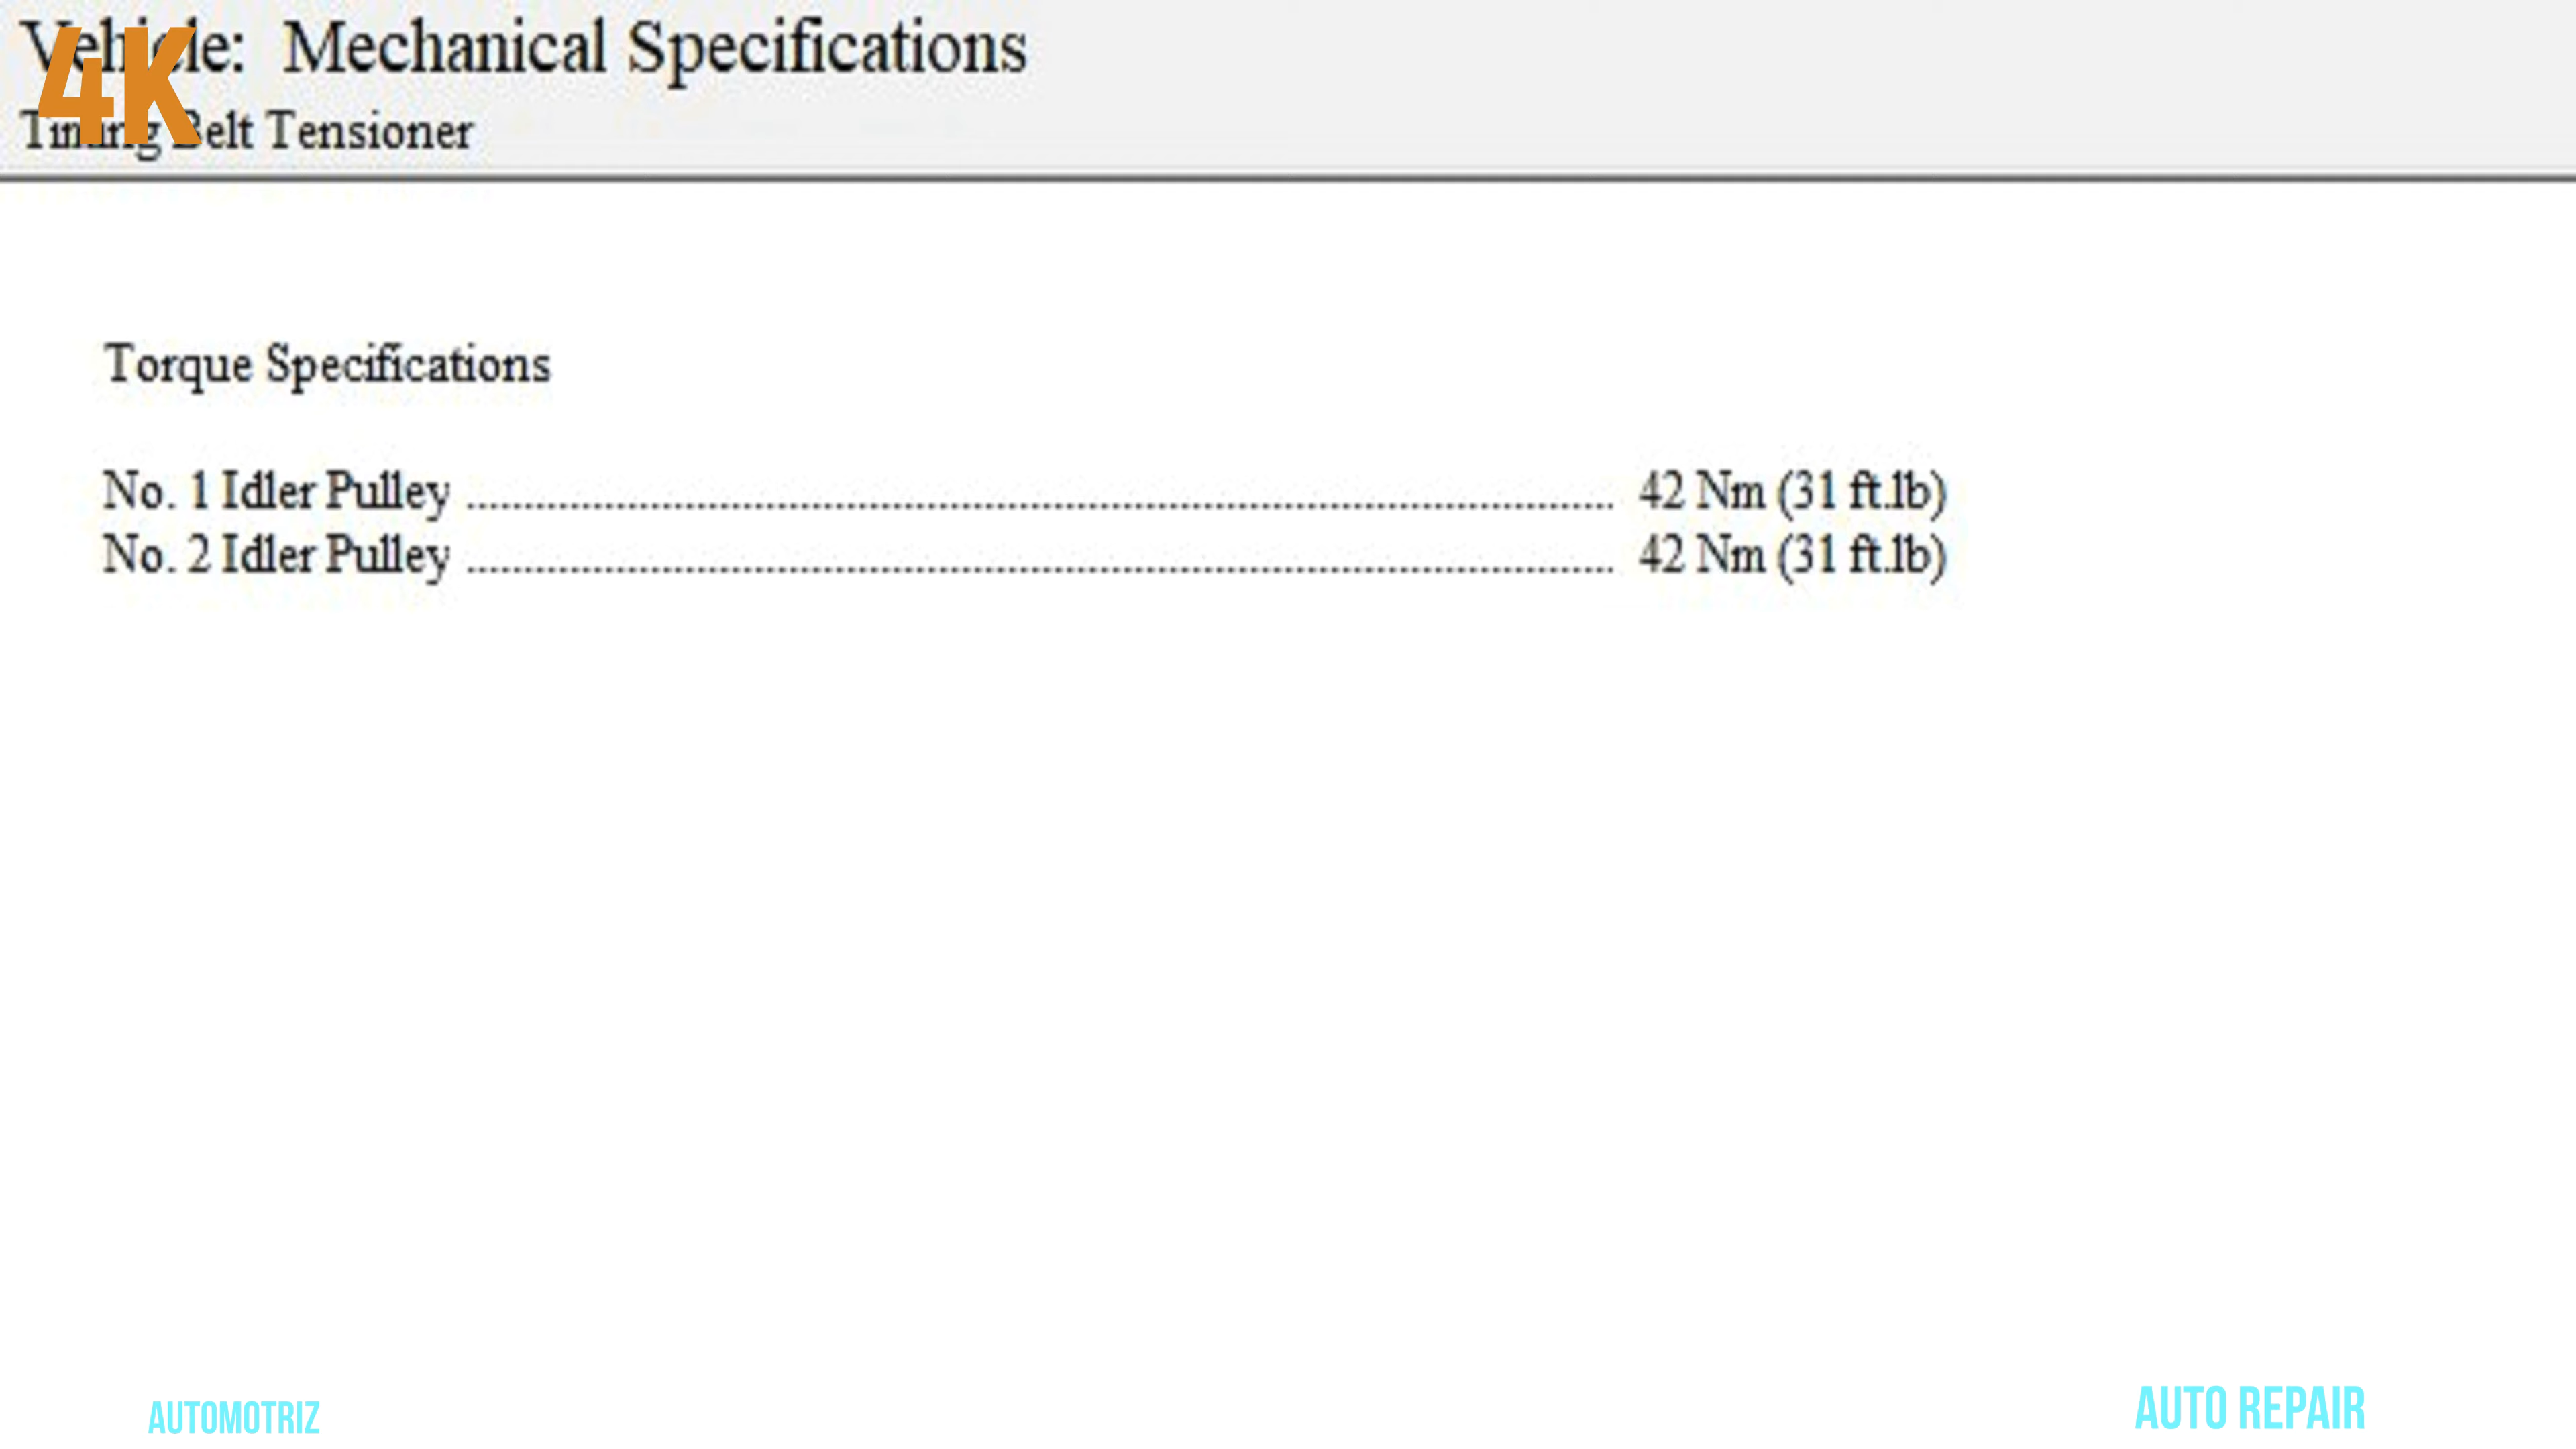 Vehicle: Mechanical Specifications
4K
Timing Belt Tensioner
Torque Specifications
No. 1 Idler Pulley ........................................................................ 42 Nm (31 ft.lb)
No. 2 Idler Pulley ........................................................................ 42 Nm (31 ft.lb)
AUTOMOTRIZ
AUTO REPAIR